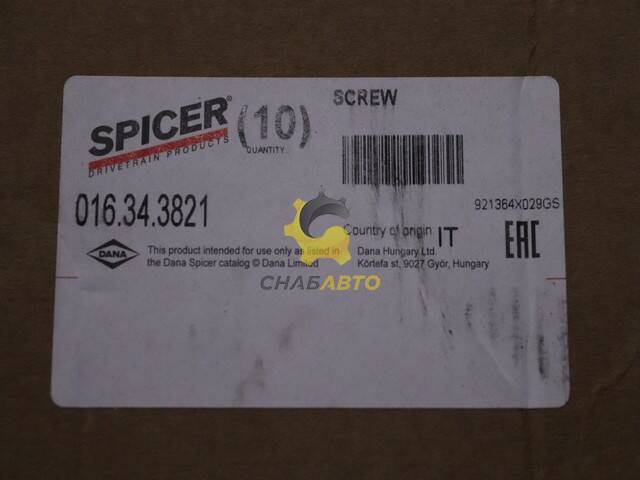 SPICER®
DRIVETRAIN PRODUCTS
(10)
QUANTITY
SCREW
016.34.3821
921364X029GS
DANA
This product intended for use only as listed in
the Dana Spicer catalog © Dana Limited
Country of origin IT
Dana Hungary Ltd.
Körtefa st, 9027 Győr, Hungary
EAC
СНАБАВТО